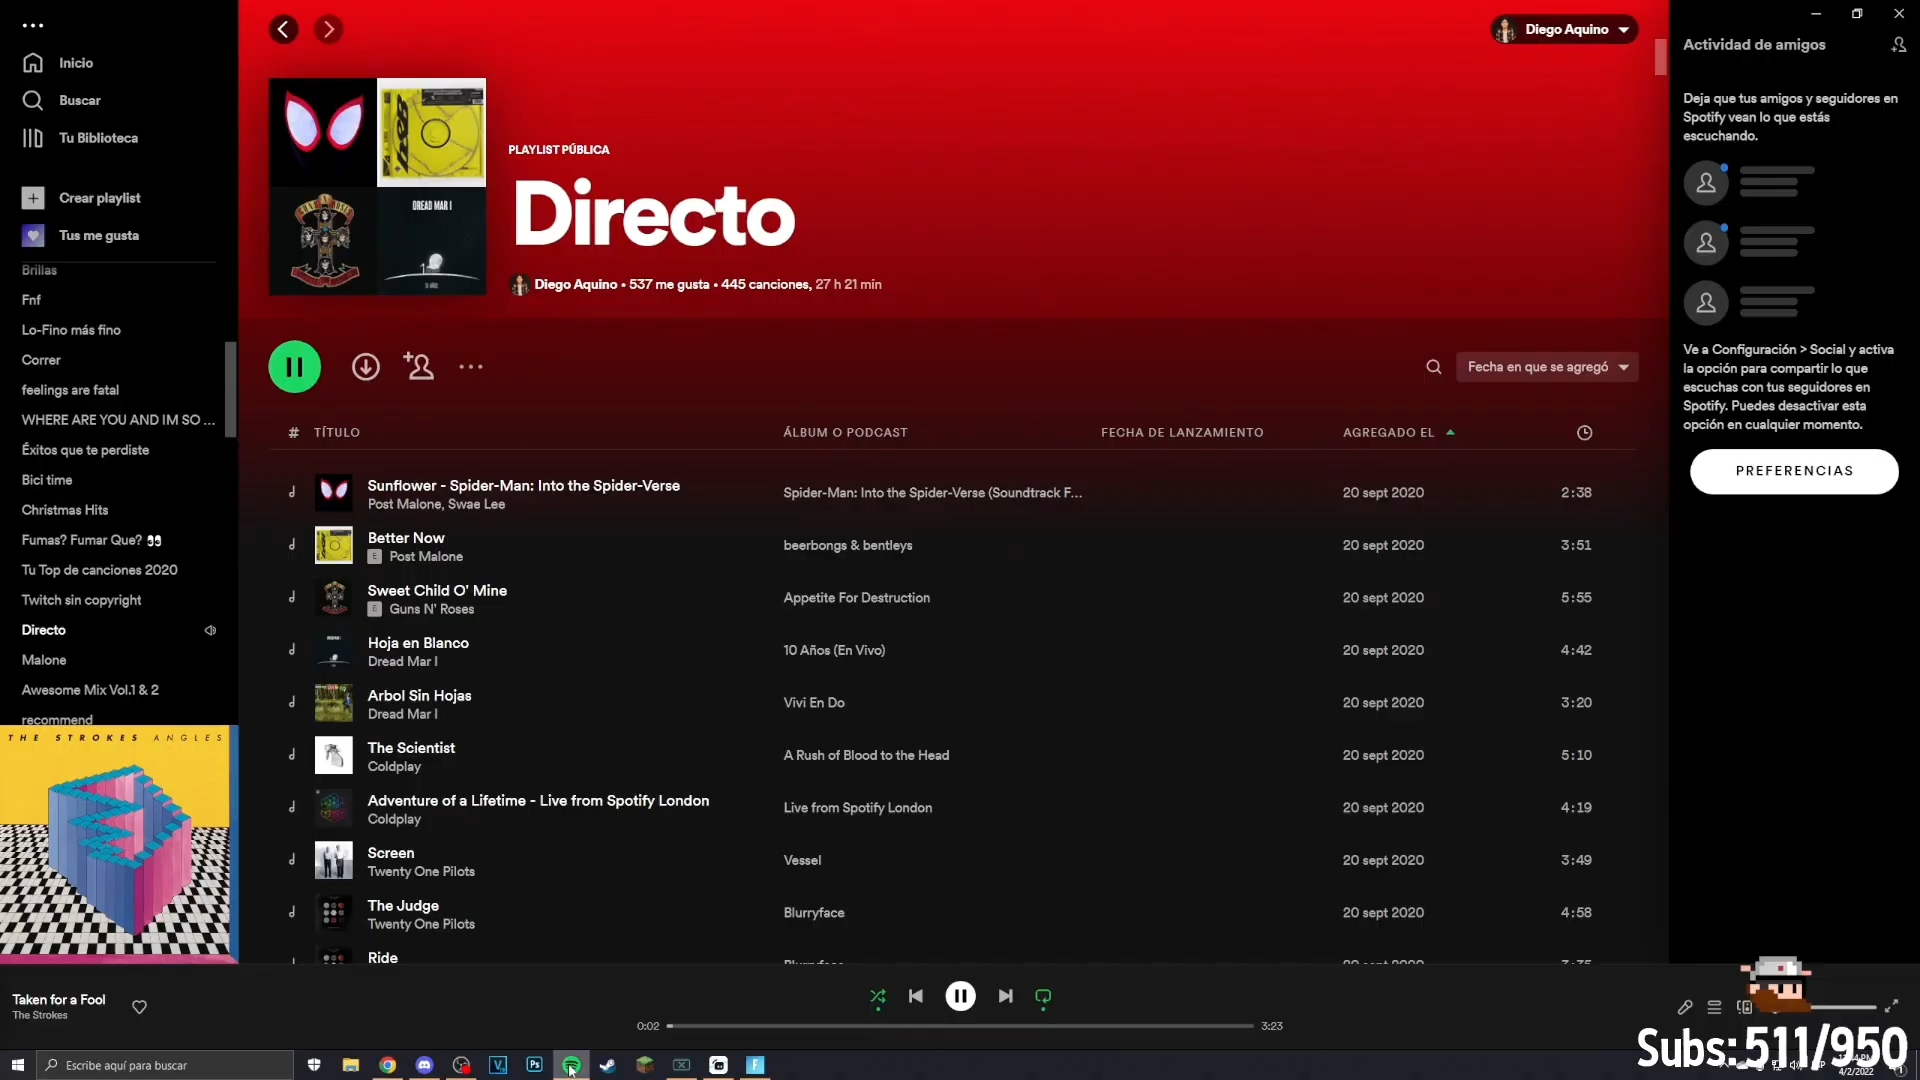 Inicio
Buscar
Tu Biblioteca
Crear playlist
Tus me gusta
Brillas
Fnf
Lo-Fino más fino
Correr
feelings are fatal
WHERE ARE YOU AND IM SO ...
Éxitos que te perdiste
Bici time
Christmas Hits
Fumas? Fumar Que? 👀
Tu Top de canciones 2020
Twitch sin copyright
Directo
Malone
Awesome Mix Vol.1 & 2
recommend
THE STROKES ANGLES
Diego Aquino
DREAD MAR I
PLAYLIST PÚBLICA
Directo
Diego Aquino • 537 me gusta • 445 canciones, 27 h 21 min
Fecha en que se agregó
# TÍTULO ÁLBUM O PODCAST FECHA DE LANZAMIENTO AGREGADO EL
Sunflower - Spider-Man: Into the Spider-Verse
Post Malone, Swae Lee
Spider-Man: Into the Spider-Verse (Soundtrack F... 20 sept 2020 2:38
Better Now
E Post Malone
beerbongs & bentleys 20 sept 2020 3:51
Sweet Child O' Mine
E Guns N' Roses
Appetite For Destruction 20 sept 2020 5:55
Hoja en Blanco
Dread Mar I
10 Años (En Vivo) 20 sept 2020 4:42
Arbol Sin Hojas
Dread Mar I
Vivi En Do 20 sept 2020 3:20
The Scientist
Coldplay
A Rush of Blood to the Head 20 sept 2020 5:10
Adventure of a Lifetime - Live from Spotify London
Coldplay
Live from Spotify London 20 sept 2020 4:19
Screen
Twenty One Pilots
Vessel 20 sept 2020 3:49
The Judge
Twenty One Pilots
Blurryface 20 sept 2020 4:58
Ride
Actividad de amigos
Deja que tus amigos y seguidores en
Spotify vean lo que estás
escuchando.
Ve a Configuración > Social y activa
la opción para compartir lo que
escuchas con tus seguidores en
Spotify. Puedes desactivar esta
opción en cualquier momento.
PREFERENCIAS
Taken for a Fool
The Strokes
0:02 3:23
Subs: 511/950
Escribe aquí para buscar
4/2/2022